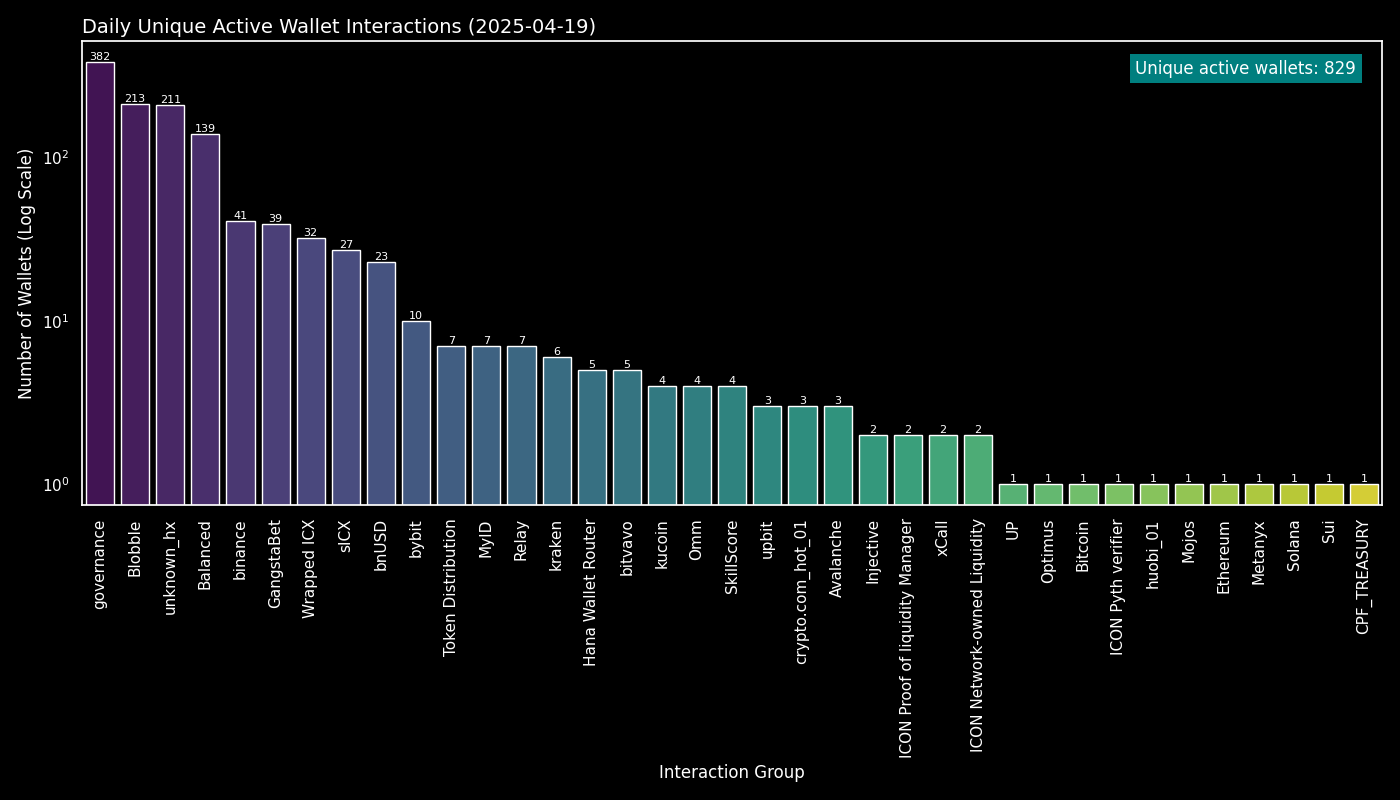 Daily Unique Active Wallet Interactions (2025-04-19)
Unique active wallets: 829
Number of Wallets (Log Scale)
10²
10¹
10⁰
382
213
211
139
41
39
32
27
23
10
7
7
7
6
5
5
4
4
4
3
3
3
2
2
2
2
1
1
1
1
1
1
1
1
1
1
1
governance
Blobble
unknown_hx
Balanced
binance
GangstaBet
Wrapped ICX
sICX
bnUSD
bybit
Token Distribution
MyID
Relay
kraken
Hana Wallet Router
bitvavo
kucoin
Omm
SkillScore
upbit
crypto.com_hot_01
Avalanche
Injective
ICON Proof of liquidity Manager
xCall
ICON Network-owned Liquidity
UP
Optimus
Bitcoin
ICON Pyth verifier
huobi_01
Mojos
Ethereum
Metanyx
Solana
Sui
CPF_TREASURY
Interaction Group